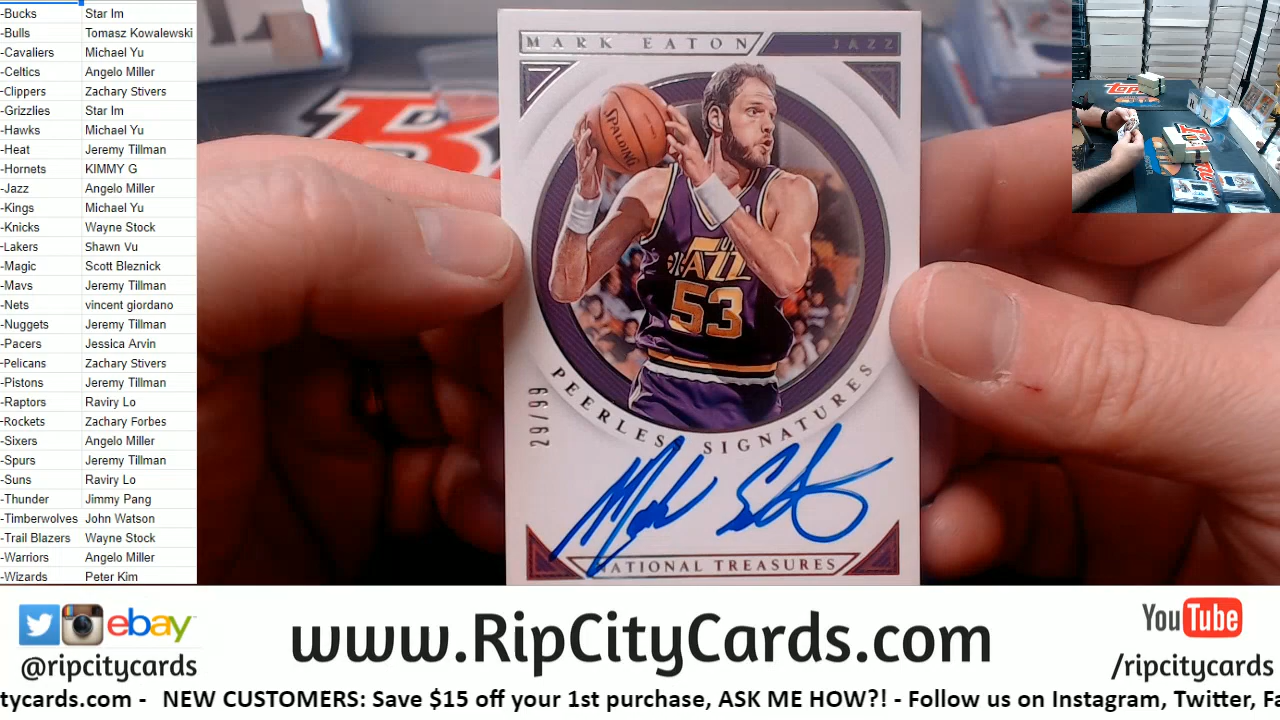 -Bucks Star Im
-Bulls Tomasz Kowalewski
-Cavaliers Michael Yu
-Celtics Angelo Miller
-Clippers Zachary Stivers
-Grizzlies Star Im
-Hawks Michael Yu
-Heat Jeremy Tillman
-Hornets KIMMY G
-Jazz Angelo Miller
-Kings Michael Yu
-Knicks Wayne Stock
-Lakers Shawn Vu
-Magic Scott Bleznick
-Mavs Jeremy Tillman
-Nets vincent giordano
-Nuggets Jeremy Tillman
-Pacers Jessica Arvin
-Pelicans Zachary Stivers
-Pistons Jeremy Tillman
-Raptors Raviry Lo
-Rockets Zachary Forbes
-Sixers Angelo Miller
-Spurs Jeremy Tillman
-Suns Raviry Lo
-Thunder Jimmy Pang
-Timberwolves John Watson
-Trail Blazers Wayne Stock
-Warriors Angelo Miller
-Wizards Peter Kim
MARK EATON JAZZ
SPALDING
JAZZ
53
PEERLESS SIGNATURES
29/99
Mark Eaton
NATIONAL TREASURES
Topps
ebay
@ripcitycards
www.RipCityCards.com
YouTube
/ripcitycards
tycards.com - NEW CUSTOMERS: Save $15 off your 1st purchase, ASK ME HOW?! - Follow us on Instagram, Twitter, Fa